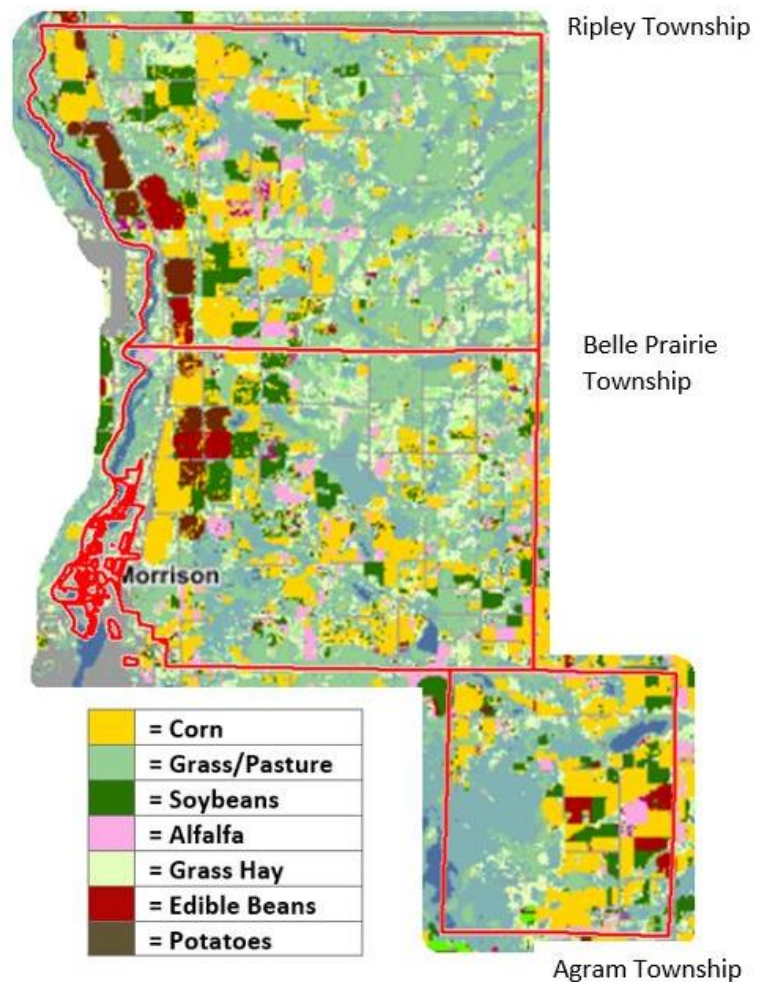 Ripley Township
Belle Prairie
Township
Morrison
= Corn
= Grass/Pasture
= Soybeans
= Alfalfa
= Grass Hay
= Edible Beans
= Potatoes
Agram Township